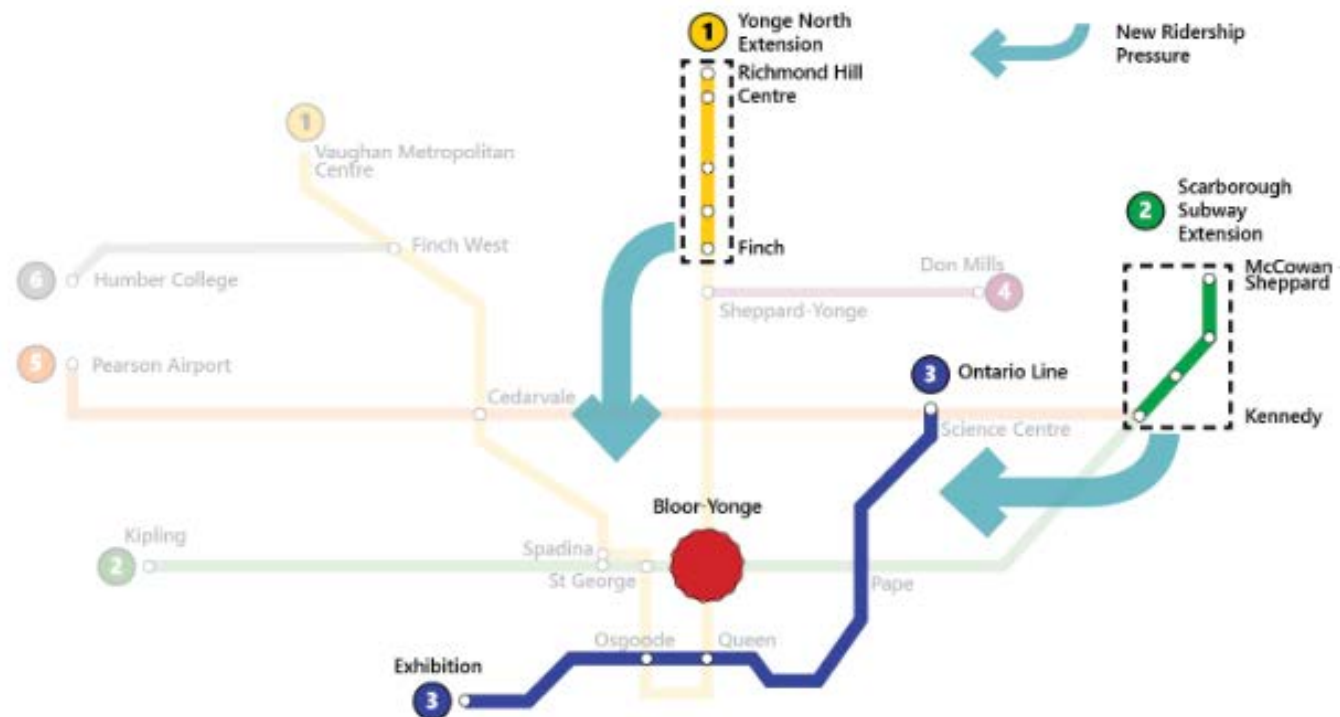 1
Yonge North
Extension
Richmond Hill
Centre
New Ridership
Pressure
1
Vaughan Metropolitan
Centre
2
Scarborough
Subway
Extension
Finch West
Finch
6
Humber College
Don Mills
4
McCowan -
Sheppard
Sheppard-Yonge
5
Pearson Airport
3
Ontario Line
Cedarvale
Science Centre
Kennedy
Bloor-Yonge
Kipling
2
Spadina
St George
Pape
Osgoode
Queen
Exhibition
3